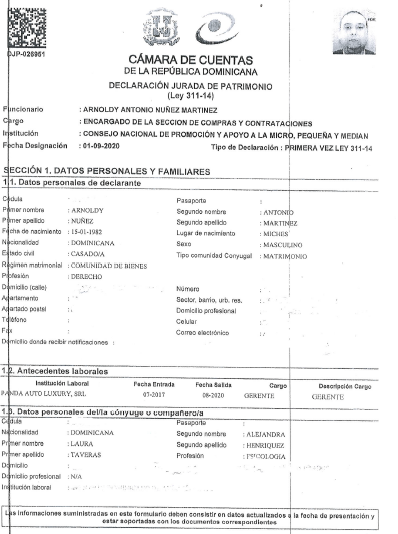 DJP-028951
CÁMARA DE CUENTAS
DE LA REPÚBLICA DOMINICANA
DECLARACIÓN JURADA DE PATRIMONIO
(Ley 311-14)
Funcionario : ARNOLDY ANTONIO NUÑEZ MARTINEZ
Cargo : ENCARGADO DE LA SECCION DE COMPRAS Y CONTRATACIONES
Institución : CONSEJO NACIONAL DE PROMOCIÓN Y APOYO A LA MICRO, PEQUEÑA Y MEDIAN
Fecha Designación : 01-09-2020 Tipo de Declaración : PRIMERA VEZ LEY 311-14
SECCIÓN 1. DATOS PERSONALES Y FAMILIARES
1.1. Datos personales de declarante
Cédula : Pasaporte :
Primer nombre : ARNOLDY Segundo nombre : ANTONIO
Primer apellido : NUÑEZ Segundo apellido : MARTINEZ
Fecha de nacimiento : 15-01-1982 Lugar de nacimiento : MICHES
Nacionalidad : DOMINICANA Sexo : MASCULINO
Estado civil : CASADO/A Tipo comunidad Conyugal : MATRIMONIO
Régimen matrimonial : COMUNIDAD DE BIENES
Profesión : DERECHO
Domicilio (calle) Número :
Apartamento : Sector, barrio, urb. res. :
Apartado postal : Domicilio profesional :
Teléfono : Celular :
Fax : Correo electrónico
Domicilio donde recibir notificaciones :
1.2. Antecedentes laborales
Institución Laboral Fecha Entrada Fecha Salida Cargo Descripción Cargo
PANDA AUTO LUXURY, SRL 07-2017 08-2020 GERENTE GERENTE
1.3. Datos personales del/la cónyuge o compañero/a
Cédula : Pasaporte :
Nacionalidad : DOMINICANA Segundo nombre : ALEJANDRA
Primer nombre : LAURA Segundo apellido : HENRIQUEZ
Primer apellido : TAVERAS Profesión : PSICOLOGIA
Domicilio :
Domicilio profesional : N/A
Institución laboral :
Las informaciones suministradas en este formulario deben consistir en datos actualizados a la fecha de presentación y
estar soportadas con los documentos correspondientes